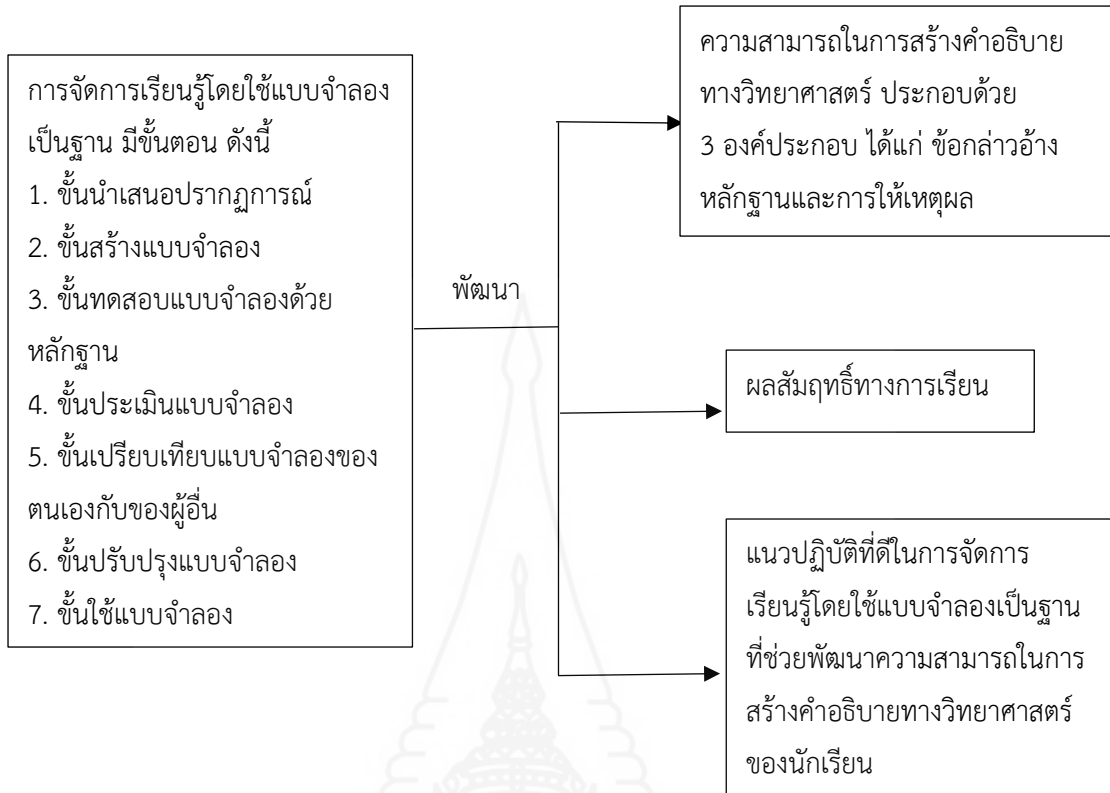 การจัดการเรียนรู้โดยใช้แบบจำลอง
เป็นฐาน มีขั้นตอน ดังนี้
1. ขั้นนำเสนอปรากฏการณ์
2. ขั้นสร้างแบบจำลอง
3. ขั้นทดสอบแบบจำลองด้วย
หลักฐาน
4. ขั้นประเมินแบบจำลอง
5. ขั้นเปรียบเทียบแบบจำลองของ
ตนเองกับของผู้อื่น
6. ขั้นปรับปรุงแบบจำลอง
7. ขั้นใช้แบบจำลอง
พัฒนา
ความสามารถในการสร้างคำอธิบาย
ทางวิทยาศาสตร์ ประกอบด้วย
3 องค์ประกอบ ได้แก่ ข้อกล่าวอ้าง
หลักฐานและการให้เหตุผล
ผลสัมฤทธิ์ทางการเรียน
แนวปฏิบัติที่ดีในการจัดการ
เรียนรู้โดยใช้แบบจำลองเป็นฐาน
ที่ช่วยพัฒนาความสามารถในการ
สร้างคำอธิบายทางวิทยาศาสตร์
ของนักเรียน